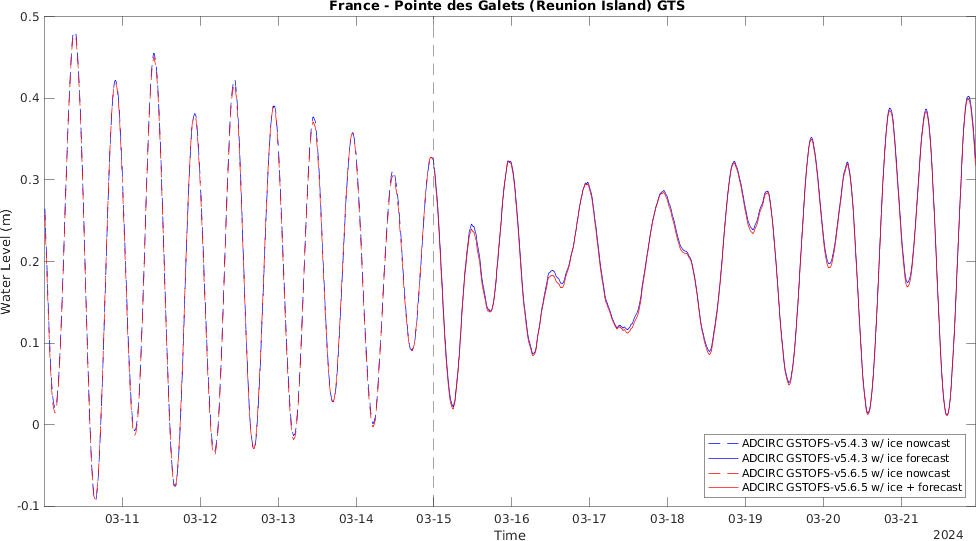 France - Pointe des Galets (Reunion Island) GTS
0.5
0.4
0.3
0.2
0.1
0
-0.1
Water Level (m)
ADCIRC GSTOFS-v5.4.3 w/ ice nowcast
ADCIRC GSTOFS-v5.4.3 w/ ice forecast
ADCIRC GSTOFS-v5.6.5 w/ ice nowcast
ADCIRC GSTOFS-v5.6.5 w/ ice + forecast
03-11 03-12 03-13 03-14 03-15 03-16 03-17 03-18 03-19 03-20 03-21
Time
2024